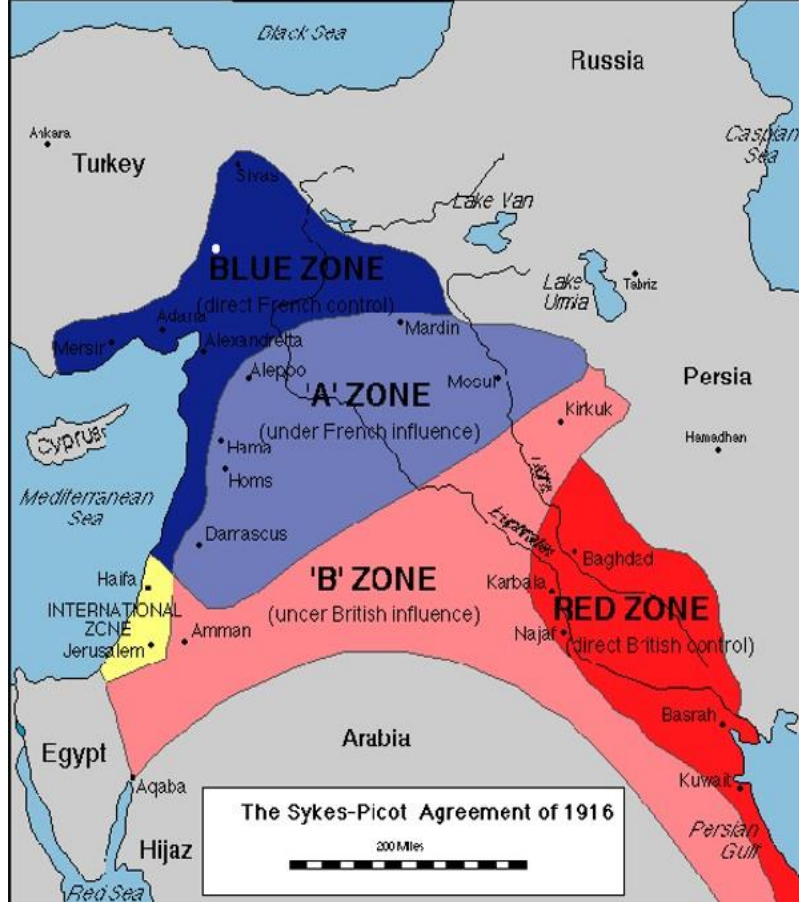 Black Sea
Russia
Ankara
Turkey
Caspian
Sea
Sivas
Lake Van
BLUE ZONE
(direct French control)
Lake
Urmia
Tabriz
Adana
Mersir
Alexandretta
Mardin
Aleppo
Mosul
Persia
'A' ZONE
(under French influence)
Kirkuk
Hama
Homs
Hamadhan
Cyprus
Tigris
Mediterranean
Sea
Euphrates
Darrascus
Baghdad
Haifa
'B' ZONE
(uncer British influence)
Karbala
INTERNATIONAL
ZCNE
RED ZONE
(direct British control)
Amman
Najaf
Jerusalem
Basrah
Egypt
Arabia
Aqaba
Kuwait
The Sykes-Picot Agreement of 1916
200 Miles
Persian
Gulf
Hijaz
Red Sea